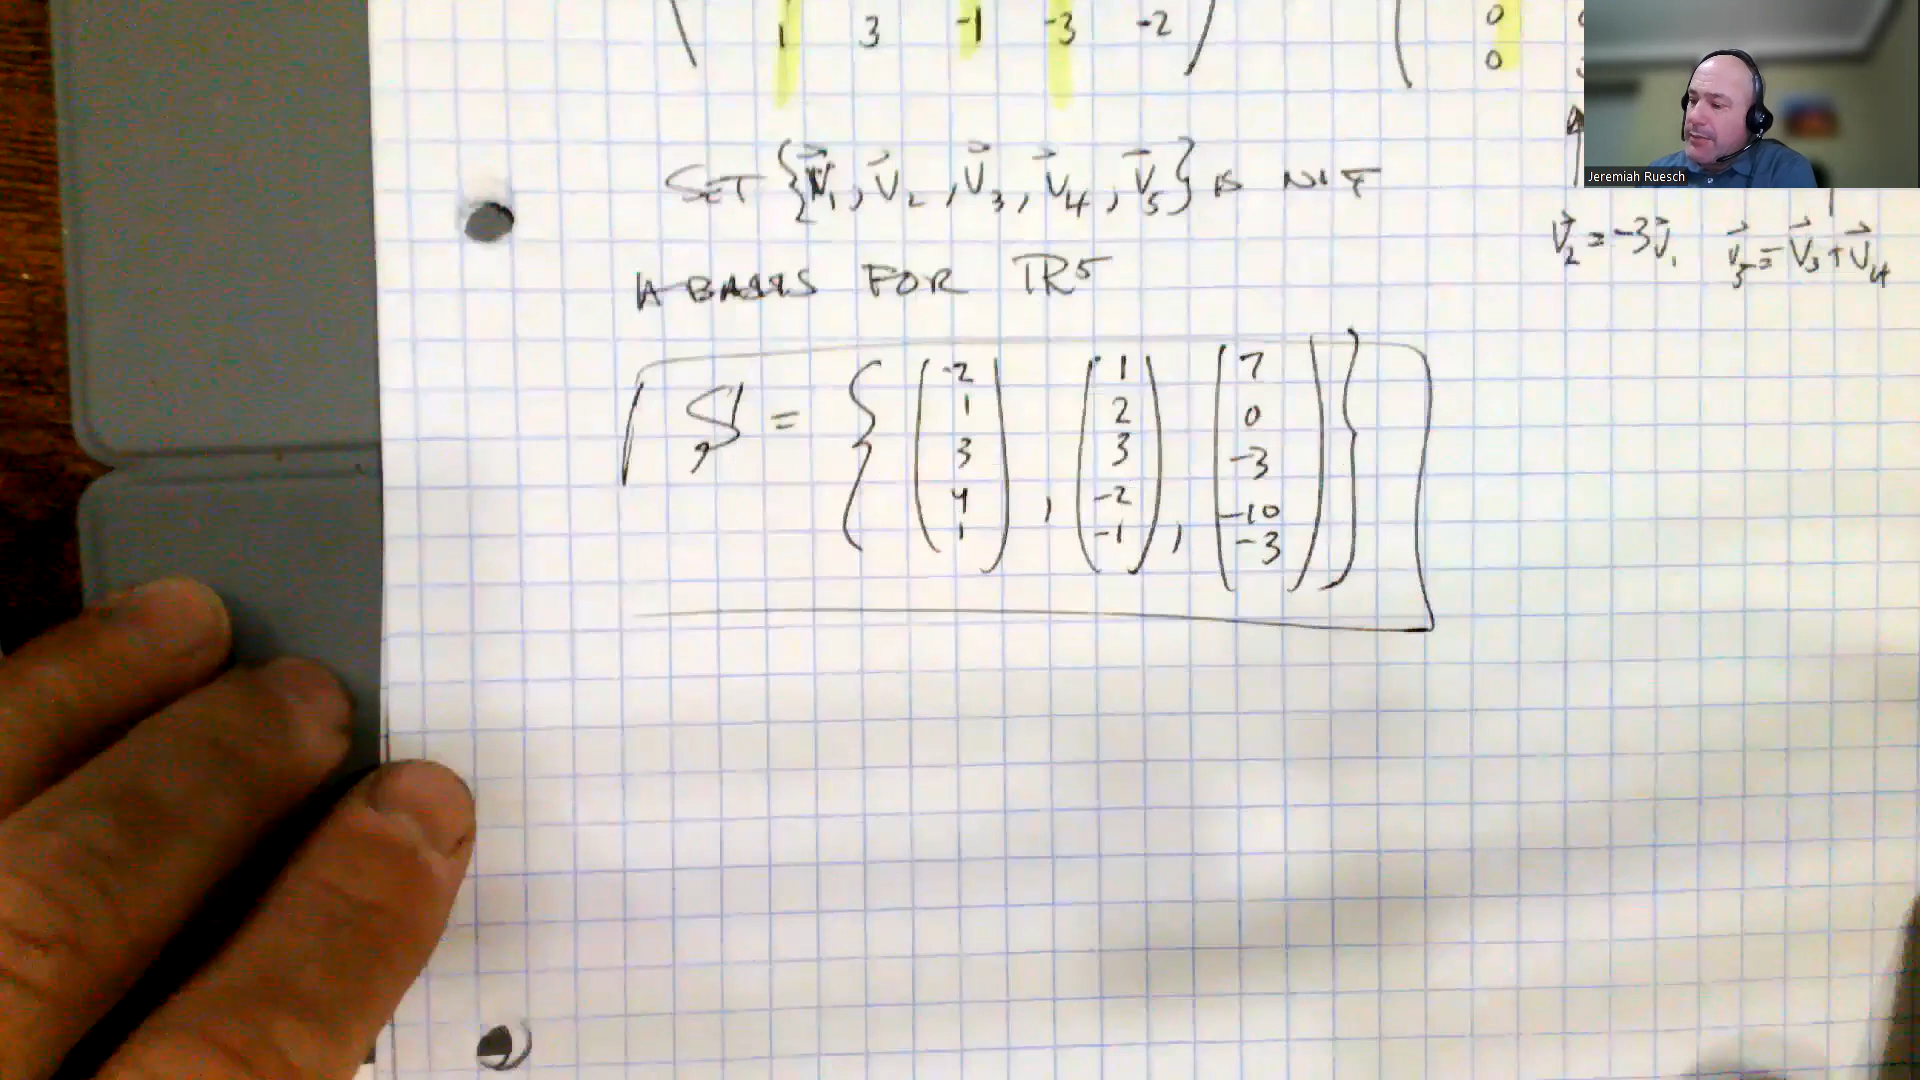 1 3 -1 -3 -2
0
0
Jeremiah Ruesch
SET {v⃗₁, v⃗₂, v⃗₃, v⃗₄, v⃗₅} IS NOT
A BASIS FOR ℝ⁵
v⃗₂ = -3v⃗₁ v⃗₅ = v⃗₃ + v⃗₄
S = { (-2 1 3 4 1), (1 2 3 -2 -1), (7 0 -3 -10 -3) }